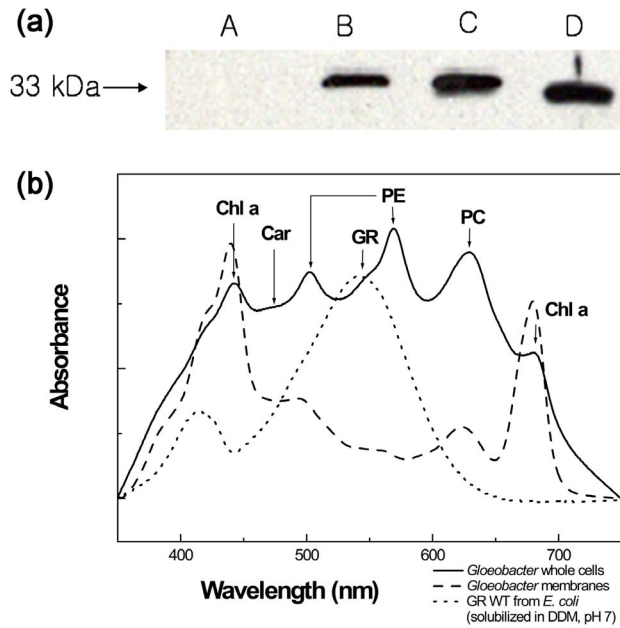 (a)
A B C D
33 kDa
(b)
Chl a
Car
PE
GR
PC
Chl a
Absorbance
400 500 600 700
Wavelength (nm)
Gloeobacter whole cells
Gloeobacter membranes
GR WT from E. coli
(solubilized in DDM, pH 7)